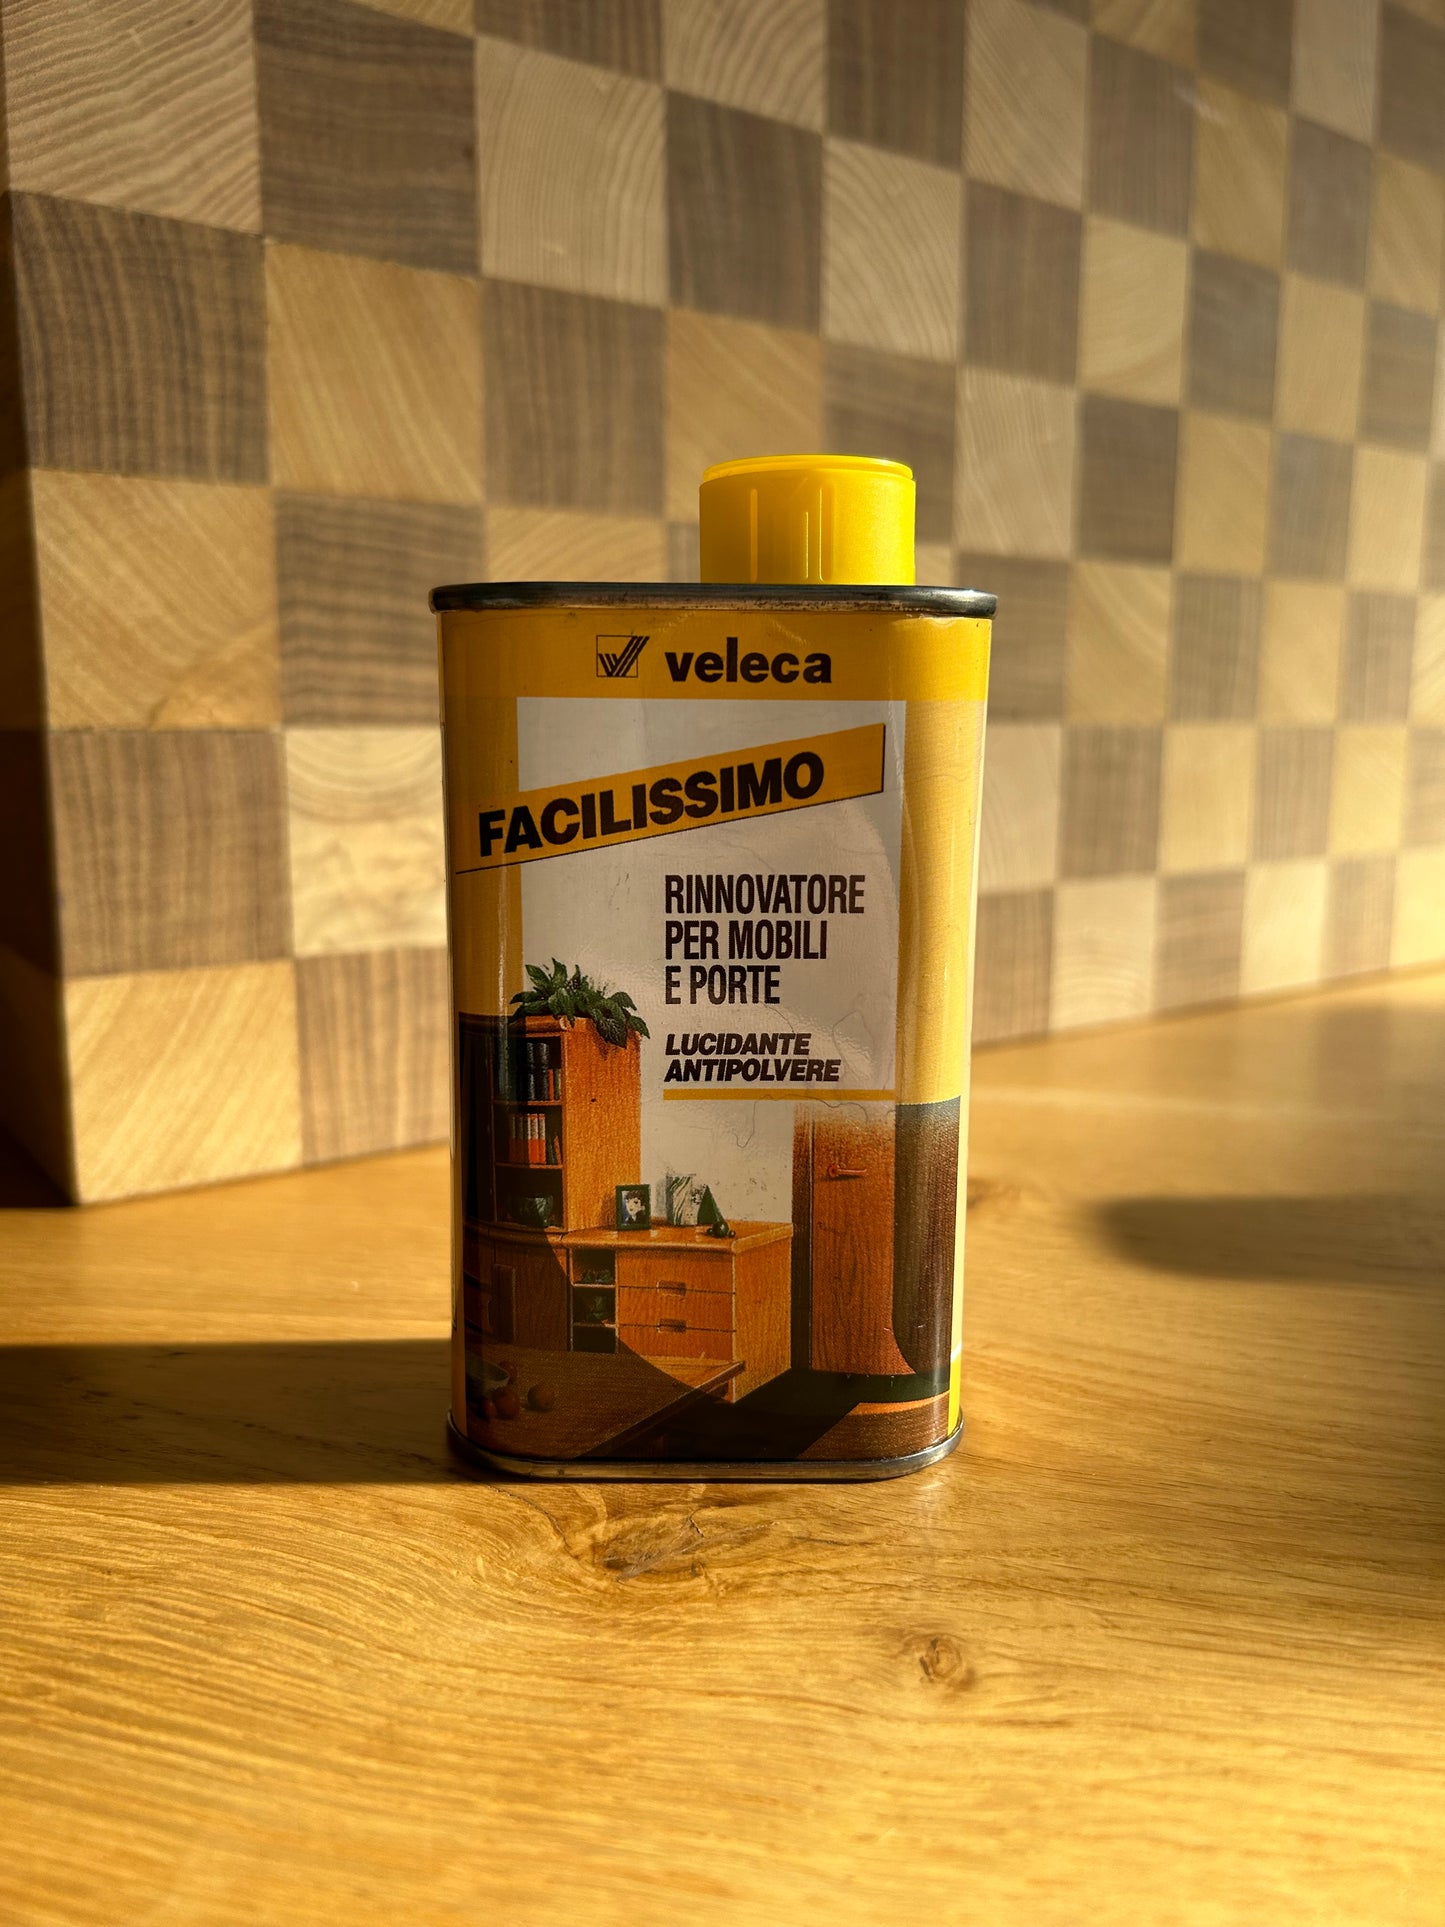 veleca
FACILISSIMO
RINNOVATORE
PER MOBILI
E PORTE
LUCIDANTE
ANTIPOLVERE